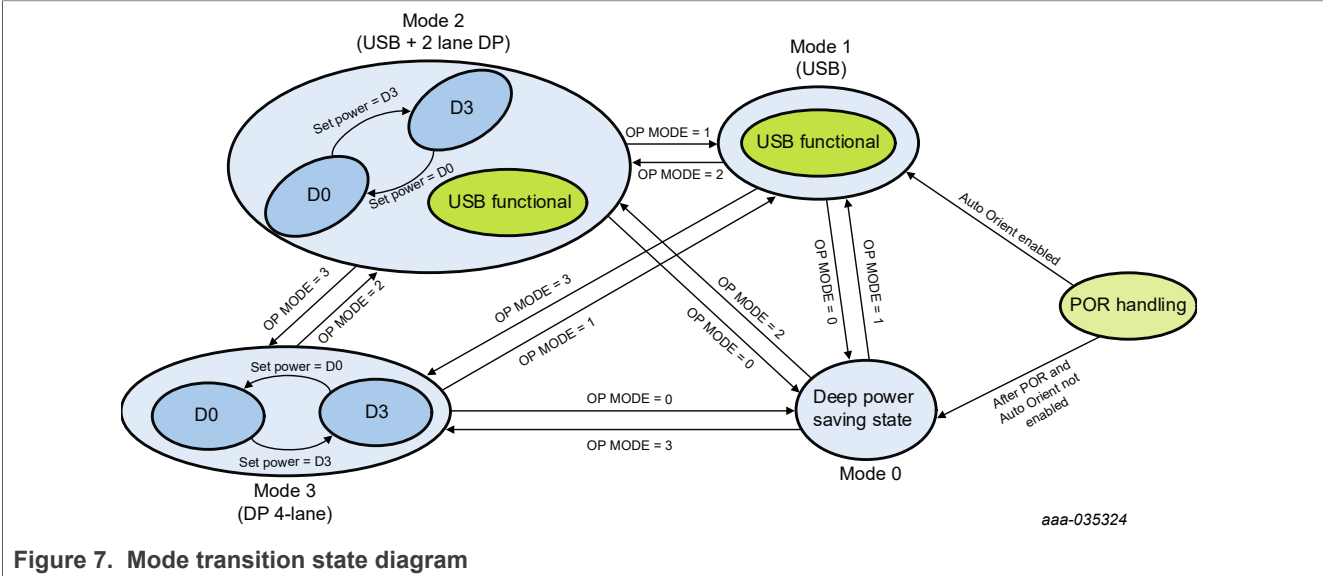 Mode 2
(USB + 2 lane DP)
Mode 1
(USB)
Set power = D3
D3
D0
Set power = D0
USB functional
OP MODE = 1
OP MODE = 2
USB functional
Auto Orient enabled
POR handling
After POR and
Auto Orient not
enabled
OP MODE = 3
OP MODE = 2
OP MODE = 3
OP MODE = 1
OP MODE = 2
OP MODE = 0
OP MODE = 0
OP MODE = 1
Set power = D0
D0
D3
Set power = D3
OP MODE = 0
OP MODE = 3
Deep power
saving state
Mode 0
Mode 3
(DP 4-lane)
aaa-035324
Figure 7. Mode transition state diagram